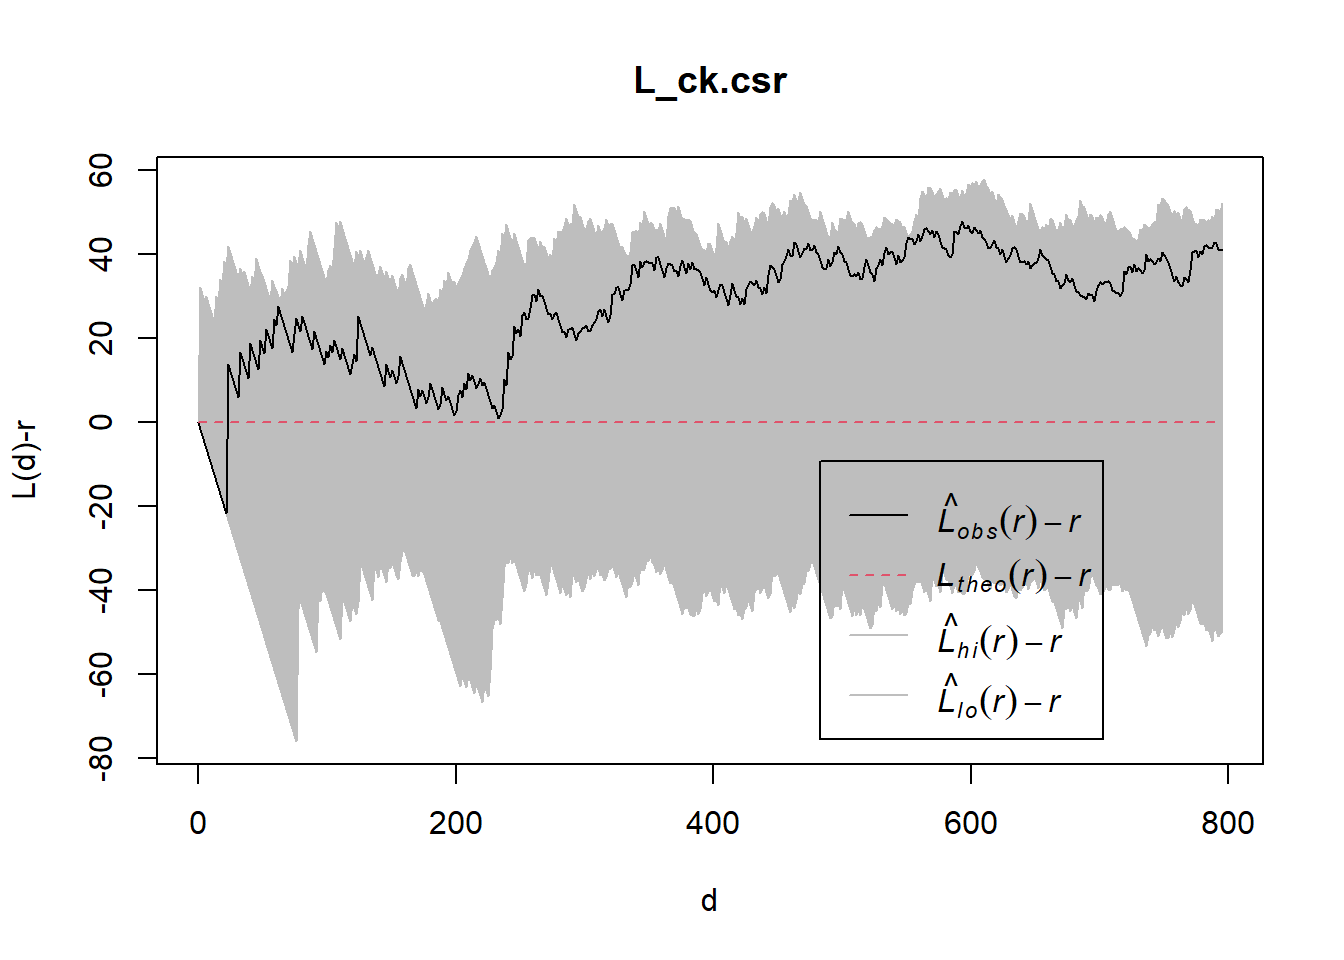 L_ck.csr
L(d)-r
60
40
20
0
-20
-40
-60
-80
L̂obs(r) − r
Ltheo(r) − r
L̂hi(r) − r
L̂lo(r) − r
0 200 400 600 800
d